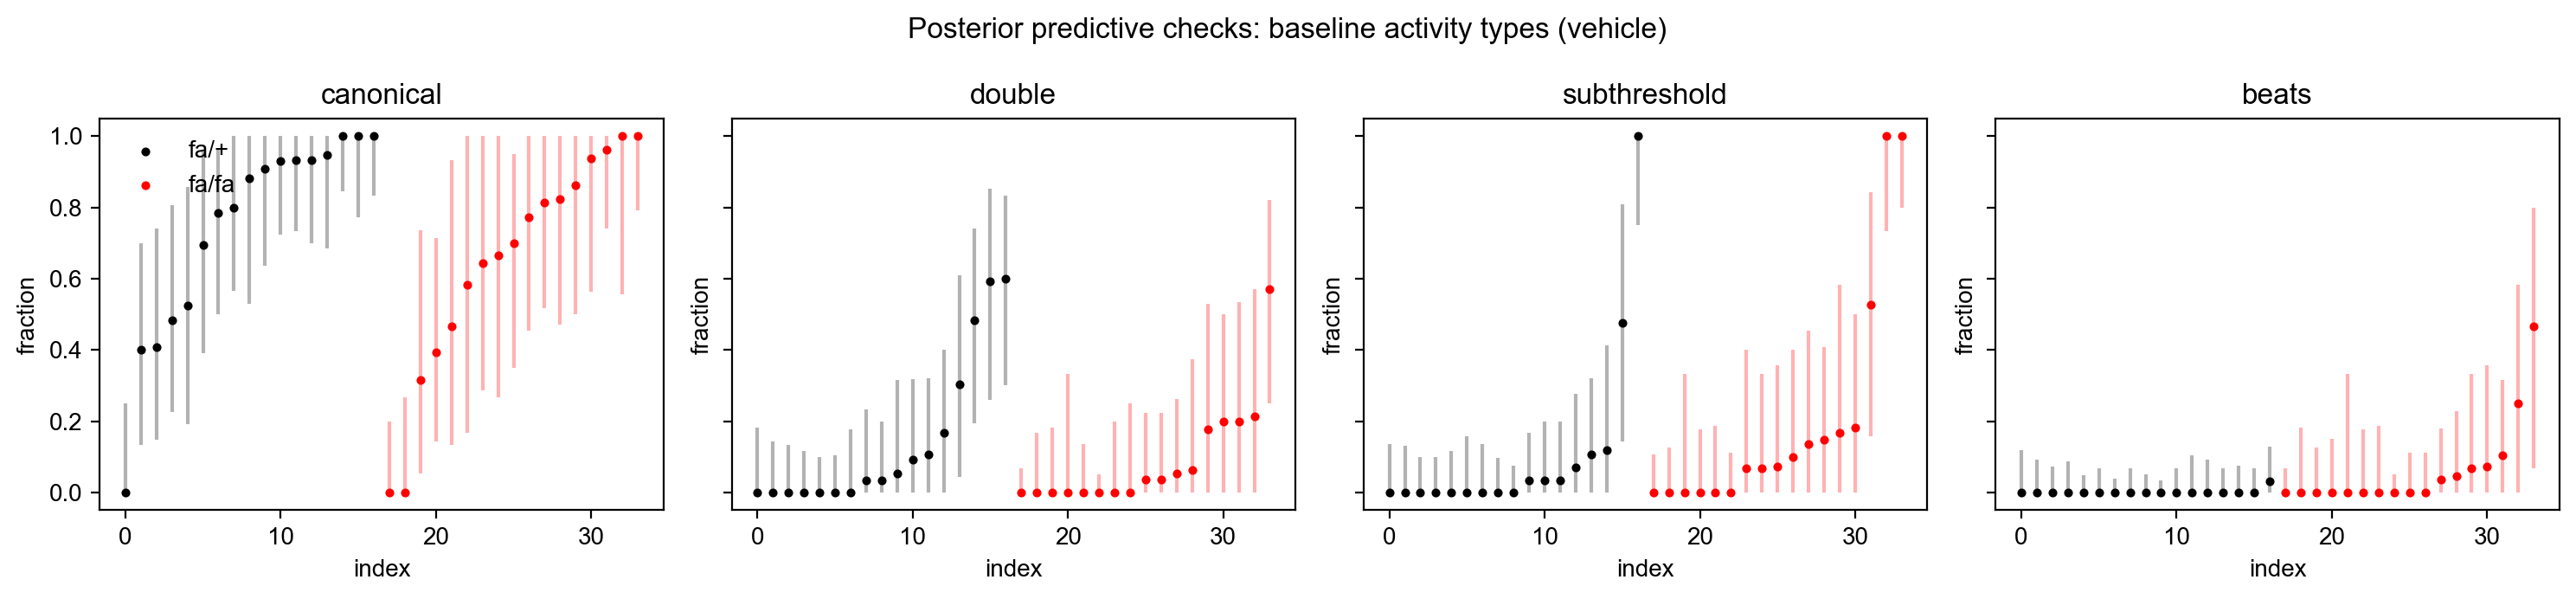 Posterior predictive checks: baseline activity types (vehicle)
canonical
fraction
1.0
0.8
0.6
0.4
0.2
0.0
fa/+
fa/fa
0 10 20 30
index
double
fraction
0 10 20 30
index
subthreshold
fraction
0 10 20 30
index
beats
fraction
0 10 20 30
index